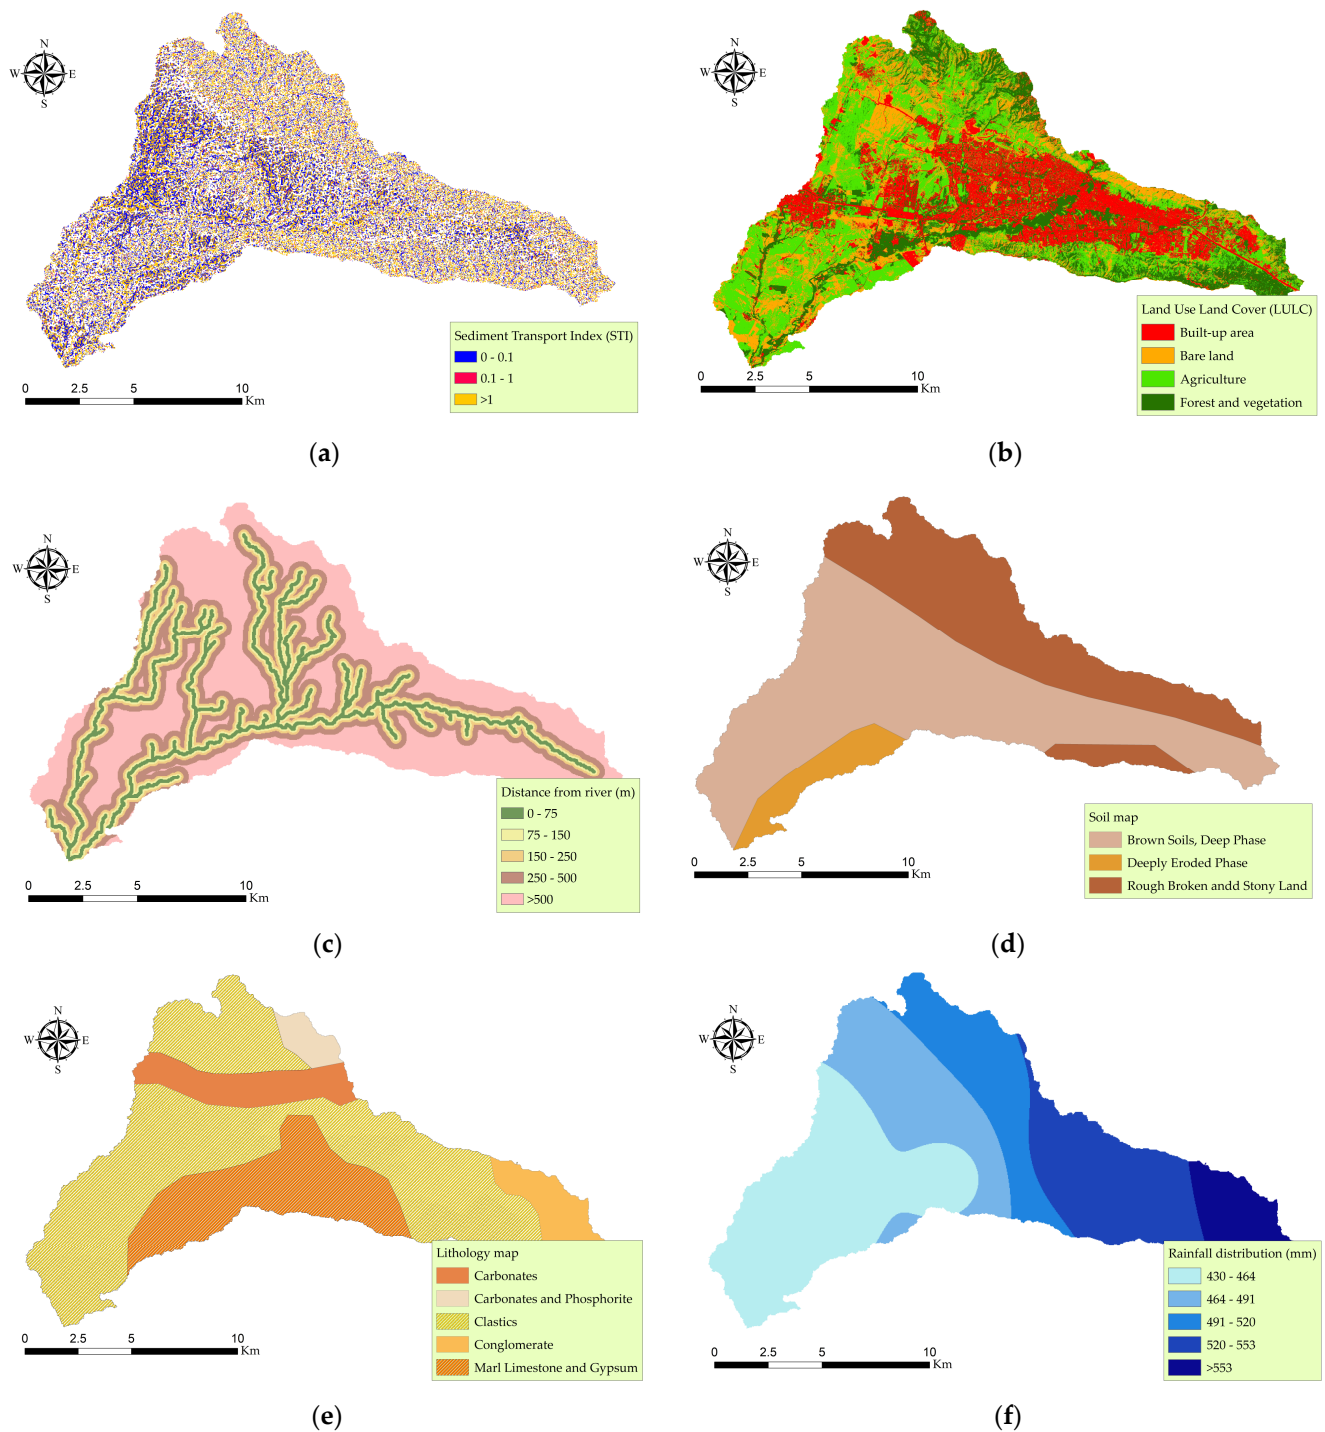 N
W E
S
Sediment Transport Index (STI)
0 - 0.1
0.1 - 1
>1
0 2.5 5 10
Km
(a)
N
W E
S
Land Use Land Cover (LULC)
Built-up area
Bare land
Agriculture
Forest and vegetation
0 2.5 5 10
Km
(b)
N
W E
S
Distance from river (m)
0 - 75
75 - 150
150 - 250
250 - 500
>500
0 2.5 5 10
Km
(c)
N
W E
S
Soil map
Brown Soils, Deep Phase
Deeply Eroded Phase
Rough Broken andd Stony Land
0 2.5 5 10
Km
(d)
N
W E
S
Lithology map
Carbonates
Carbonates and Phosphorite
Clastics
Conglomerate
Marl Limestone and Gypsum
0 2.5 5 10
Km
(e)
N
W E
S
Rainfall distribution (mm)
430 - 464
464 - 491
491 - 520
520 - 553
>553
0 2.5 5 10
Km
(f)